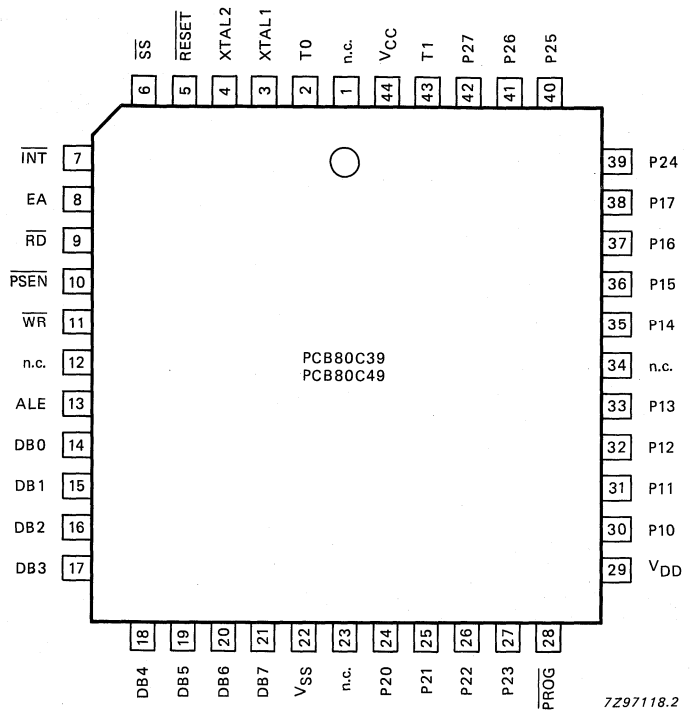 SS RESET XTAL2 XTAL1 T0 n.c. VCC T1 P27 P26 P25
6 5 4 3 2 1 44 43 42 41 40
INT 7
EA 8
RD 9
PSEN 10
WR 11
n.c. 12
ALE 13
DB0 14
DB1 15
DB2 16
DB3 17
PCB80C39
PCB80C49
39 P24
38 P17
37 P16
36 P15
35 P14
34 n.c.
33 P13
32 P12
31 P11
30 P10
29 VDD
18 19 20 21 22 23 24 25 26 27 28
DB4 DB5 DB6 DB7 VSS n.c. P20 P21 P22 P23 PROG
7Z97118.2